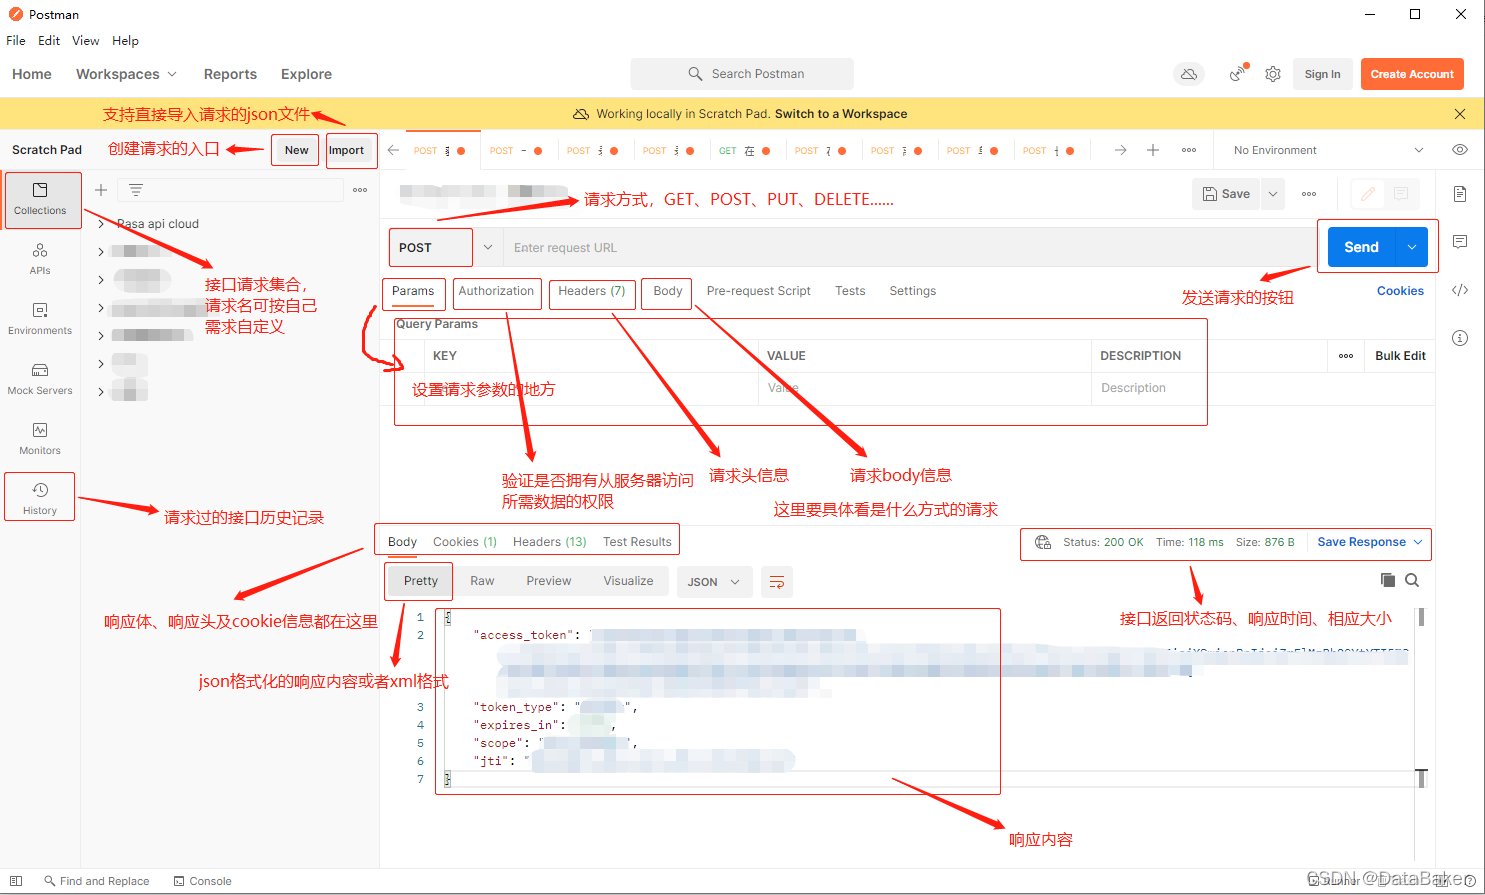 Postman
File Edit View Help
Home Workspaces Reports Explore
Search Postman
Sign In Create Account
支持直接导入请求的json文件
Working locally in Scratch Pad. Switch to a Workspace
Scratch Pad
创建请求的入口
New Import
POST POST POST POST GET 在 POST POST POST POST
No Environment
Collections
Rasa api cloud
请求方式，GET、POST、PUT、DELETE......
Save
POST Enter request URL
Send
APIs
接口请求集合，
请求名可按自己
需求自定义
发送请求的按钮
Params Authorization Headers (7) Body Pre-request Script Tests Settings Cookies
Environments
Query Params
KEY VALUE DESCRIPTION Bulk Edit
设置请求参数的地方
Value Description
Mock Servers
Monitors
验证是否拥有从服务器访问
所需数据的权限
请求头信息
请求body信息
这里要具体看是什么方式的请求
History
请求过的接口历史记录
Body Cookies (1) Headers (13) Test Results
Status: 200 OK Time: 118 ms Size: 876 B Save Response
Pretty Raw Preview Visualize JSON
响应体、响应头及cookie信息都在这里
接口返回状态码、响应时间、相应大小
json格式化的响应内容或者xml格式
1 {
2 "access_token": "
3 "token_type": " ",
4 "expires_in": ,
5 "scope": " ",
6 "jti": "
7 }
响应内容
Find and Replace Console
Runner
CSDN @DataBaker